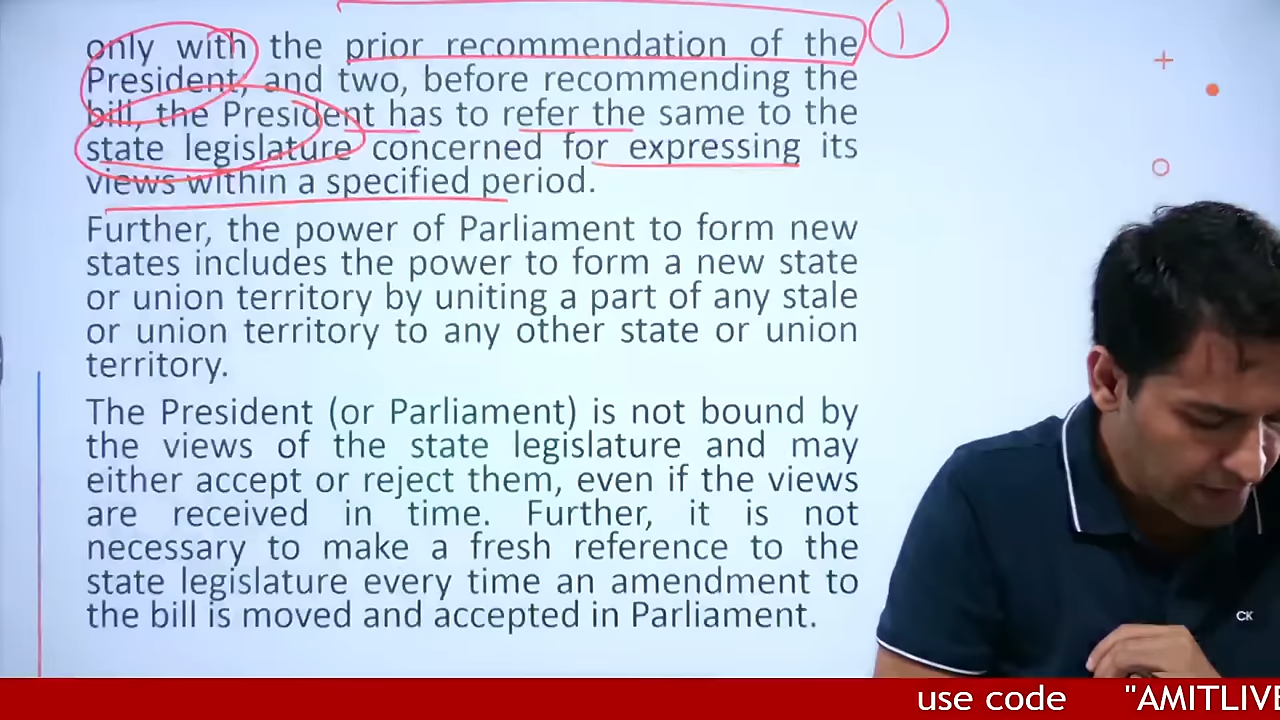 only with the prior recommendation of the
President, and two, before recommending the
bill, the President has to refer the same to the
state legislature concerned for expressing its
views within a specified period.
Further, the power of Parliament to form new
states includes the power to form a new state
or union territory by uniting a part of any stale
or union territory to any other state or union
territory.
The President (or Parliament) is not bound by
the views of the state legislature and may
either accept or reject them, even if the views
are received in time. Further, it is not
necessary to make a fresh reference to the
state legislature every time an amendment to
the bill is moved and accepted in Parliament.
1
CK
use code "AMITLIVE